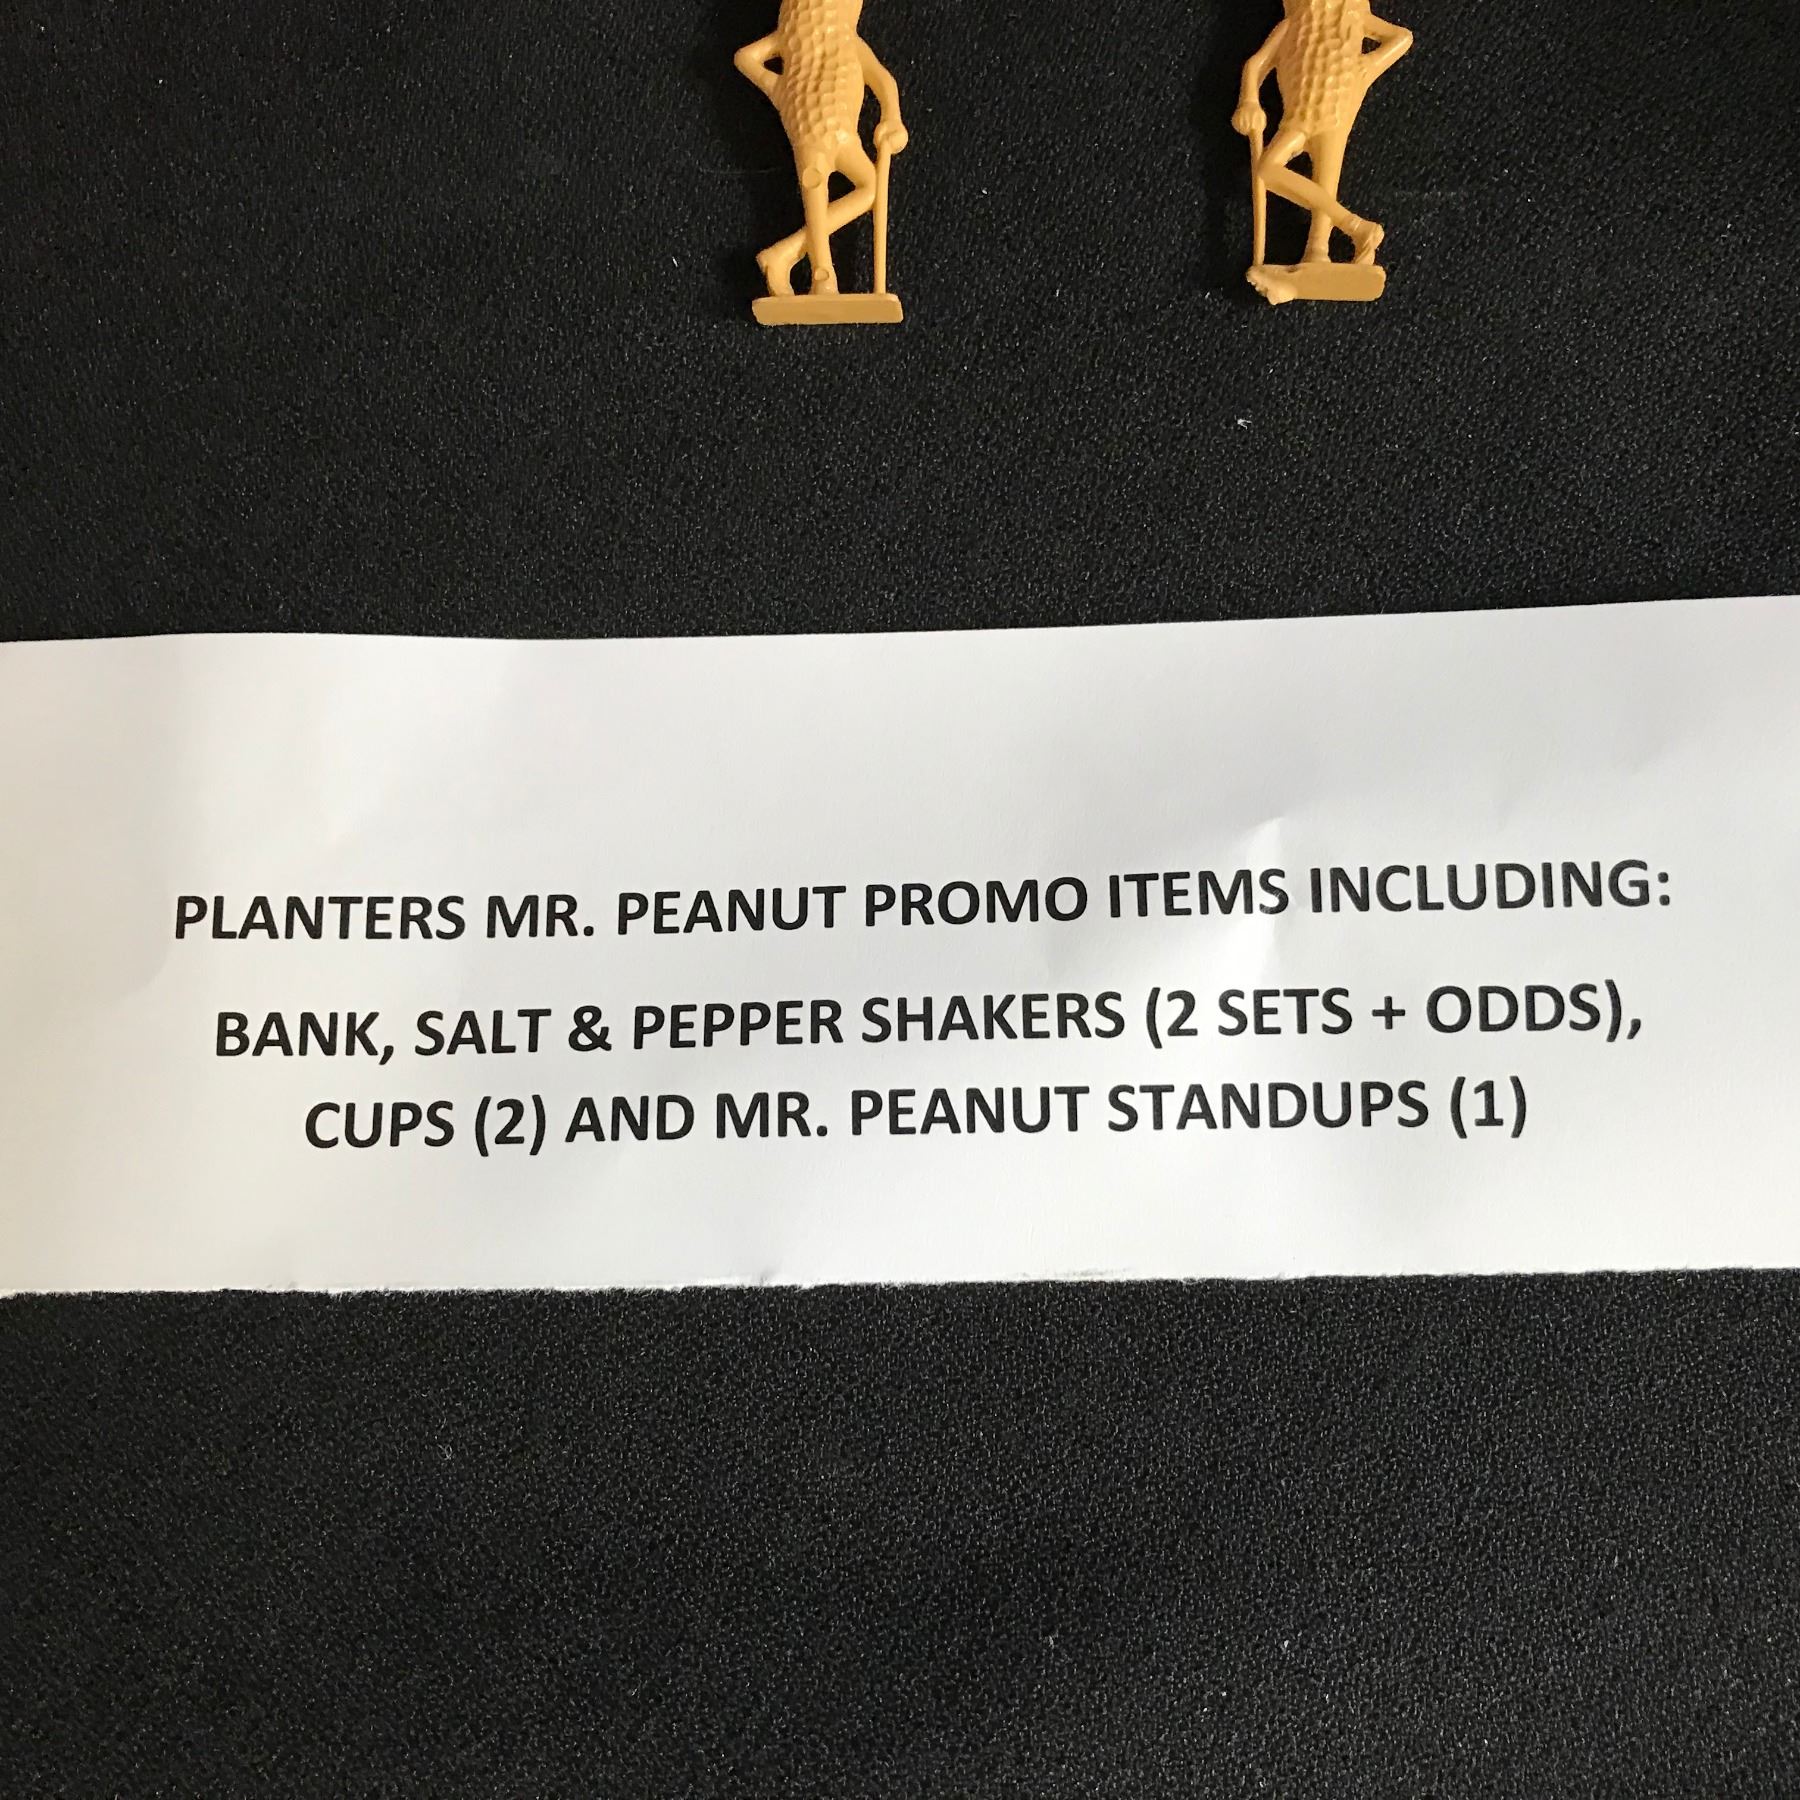 PLANTERS MR. PEANUT PROMO ITEMS INCLUDING:
BANK, SALT & PEPPER SHAKERS (2 SETS + ODDS),
CUPS (2) AND MR. PEANUT STANDUPS (1)